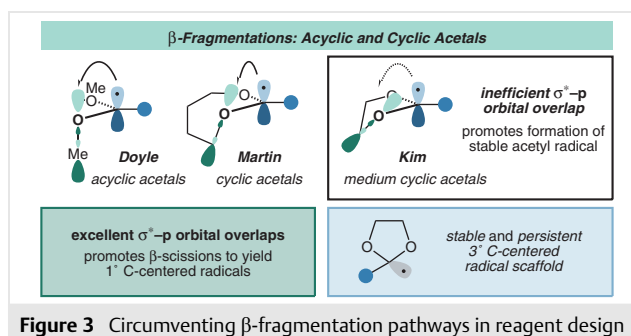 β-Fragmentations: Acyclic and Cyclic Acetals
Me
O
O
Me
Doyle
acyclic acetals
O
O
Martin
cyclic acetals
O
O
Kim
medium cyclic acetals
inefficient σ*–p
orbital overlap
promotes formation of
stable acetyl radical
excellent σ*–p orbital overlaps
promotes β-scissions to yield
1° C-centered radicals
O
O
stable and persistent
3° C-centered
radical scaffold
Figure 3 Circumventing β-fragmentation pathways in reagent design